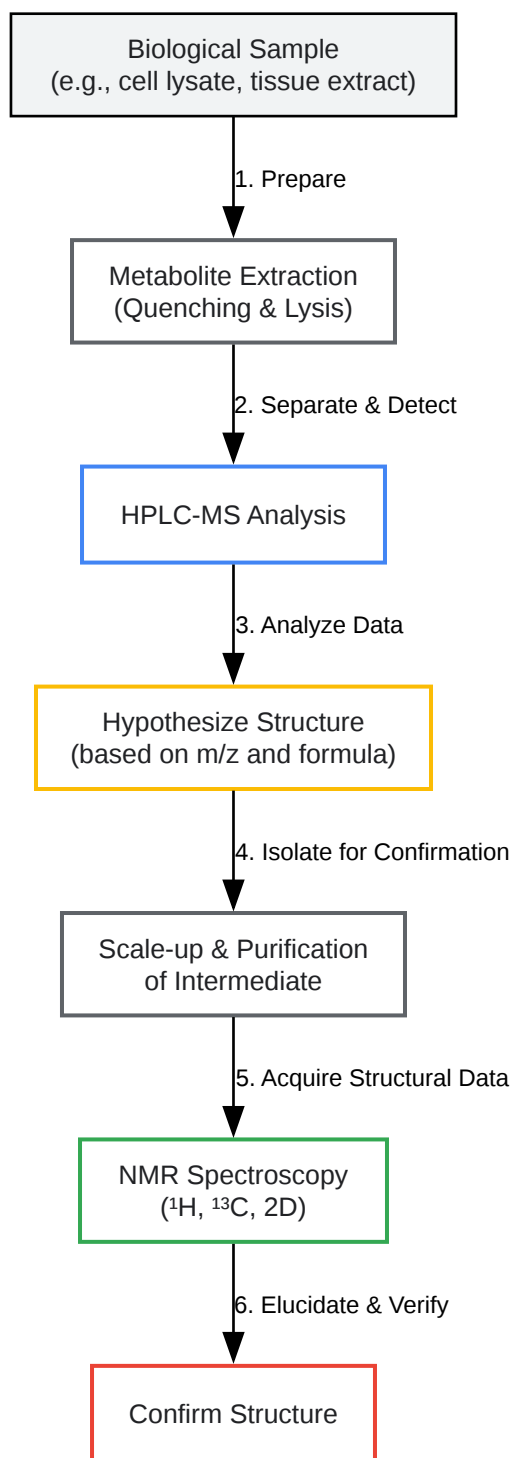 Biological Sample
(e.g., cell lysate, tissue extract)
1. Prepare
Metabolite Extraction
(Quenching & Lysis)
2. Separate & Detect
HPLC-MS Analysis
3. Analyze Data
Hypothesize Structure
(based on m/z and formula)
4. Isolate for Confirmation
Scale-up & Purification
of Intermediate
5. Acquire Structural Data
NMR Spectroscopy
(¹H, ¹³C, 2D)
6. Elucidate & Verify
Confirm Structure